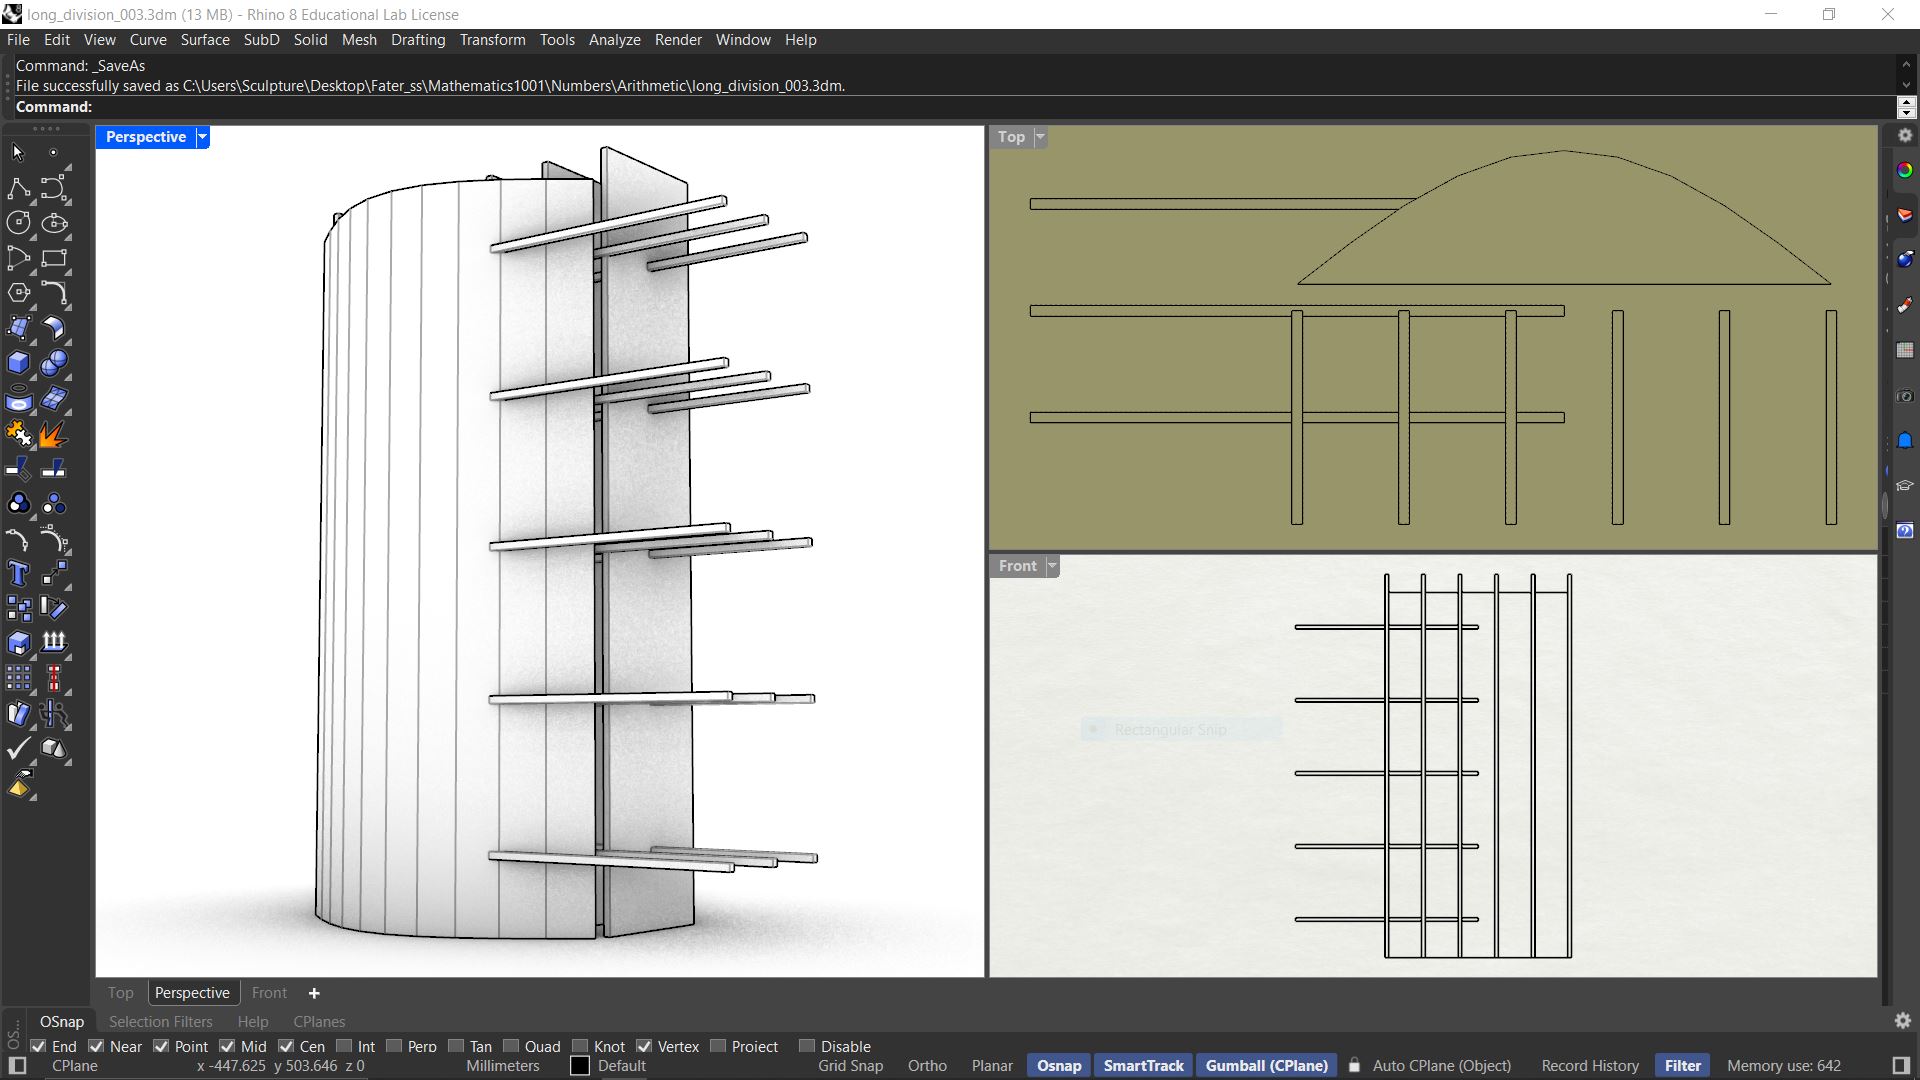 long_division_003.3dm (13 MB) - Rhino 8 Educational Lab License
File Edit View Curve Surface SubD Solid Mesh Drafting Transform Tools Analyze Render Window Help
Command: _SaveAs
File successfully saved as C:\Users\Sculpture\Desktop\Fater_ss\Mathematics1001\Numbers\Arithmetic\long_division_003.3dm.
Command:
Perspective
Top
Front
Rectangular Snip
Top Perspective Front
OS...
OSnap Selection Filters Help CPlanes
End Near Point Mid Cen Int Perp Tan Quad Knot Vertex Project Disable
CPlane x -447.625 y 503.646 z 0 Millimeters Default Grid Snap Ortho Planar Osnap SmartTrack Gumball (CPlane) Auto CPlane (Object) Record History Filter Memory use: 642